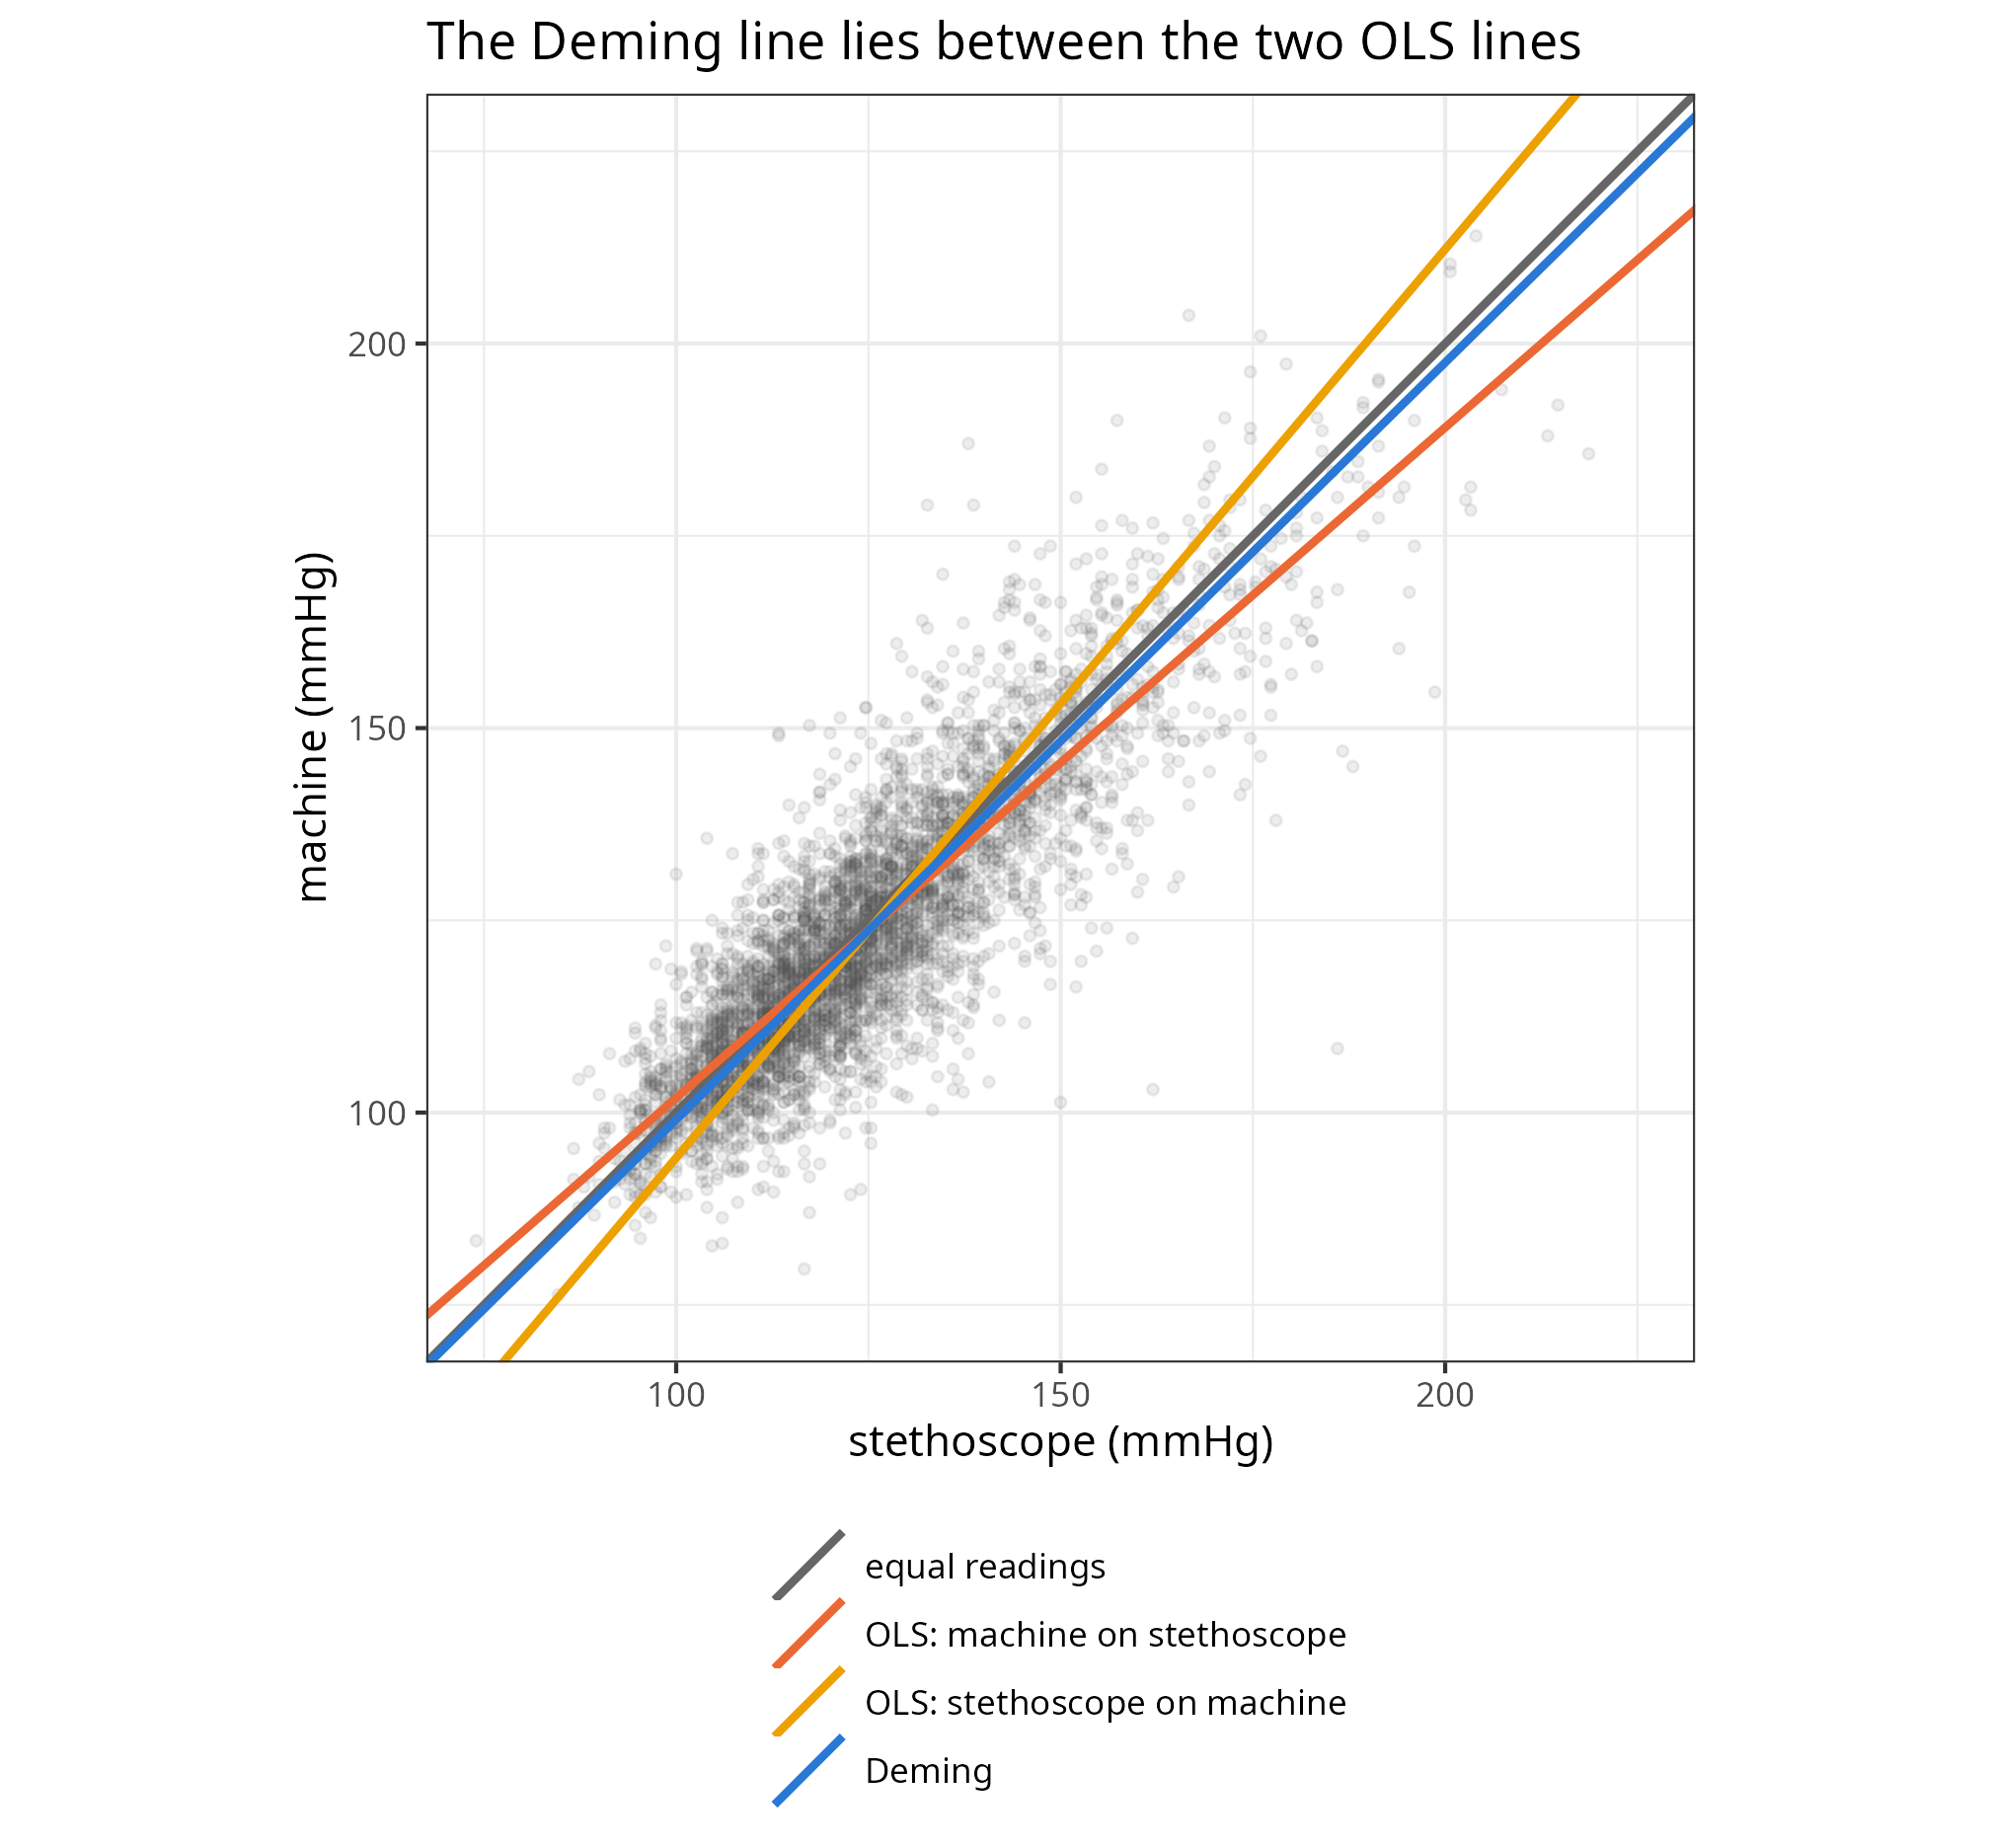 The Deming line lies between the two OLS lines
machine (mmHg)
200
150
100
100 150 200
stethoscope (mmHg)
equal readings
OLS: machine on stethoscope
OLS: stethoscope on machine
Deming